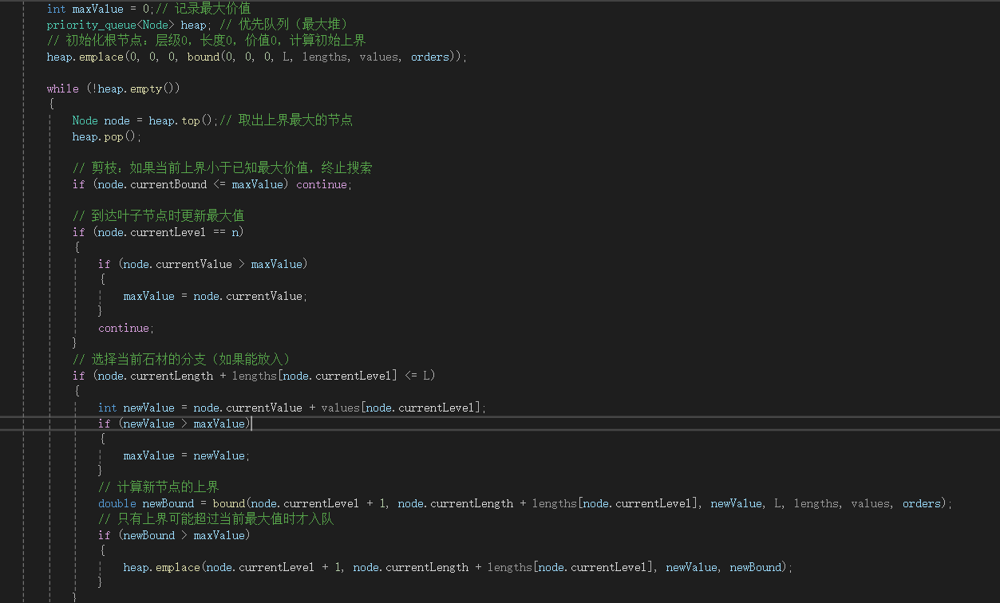 int maxValue = 0;// 记录最大价值
priority_queue<Node> heap; // 优先队列（最大堆）
// 初始化根节点：层级0，长度0，价值0，计算初始上界
heap.emplace(0, 0, 0, bound(0, 0, 0, L, lengths, values, orders));
while (!heap.empty())
{
Node node = heap.top();// 取出上界最大的节点
heap.pop();
// 剪枝：如果当前上界小于已知最大价值，终止搜索
if (node.currentBound <= maxValue) continue;
// 到达叶子节点时更新最大值
if (node.currentLevel == n)
{
if (node.currentValue > maxValue)
{
maxValue = node.currentValue;
}
continue;
}
// 选择当前石材的分支（如果能放入）
if (node.currentLength + lengths[node.currentLevel] <= L)
{
int newValue = node.currentValue + values[node.currentLevel];
if (newValue > maxValue)
{
maxValue = newValue;
}
// 计算新节点的上界
double newBound = bound(node.currentLevel + 1, node.currentLength + lengths[node.currentLevel], newValue, L, lengths, values, orders);
// 只有上界可能超过当前最大值时才入队
if (newBound > maxValue)
{
heap.emplace(node.currentLevel + 1, node.currentLength + lengths[node.currentLevel], newValue, newBound);
}
}